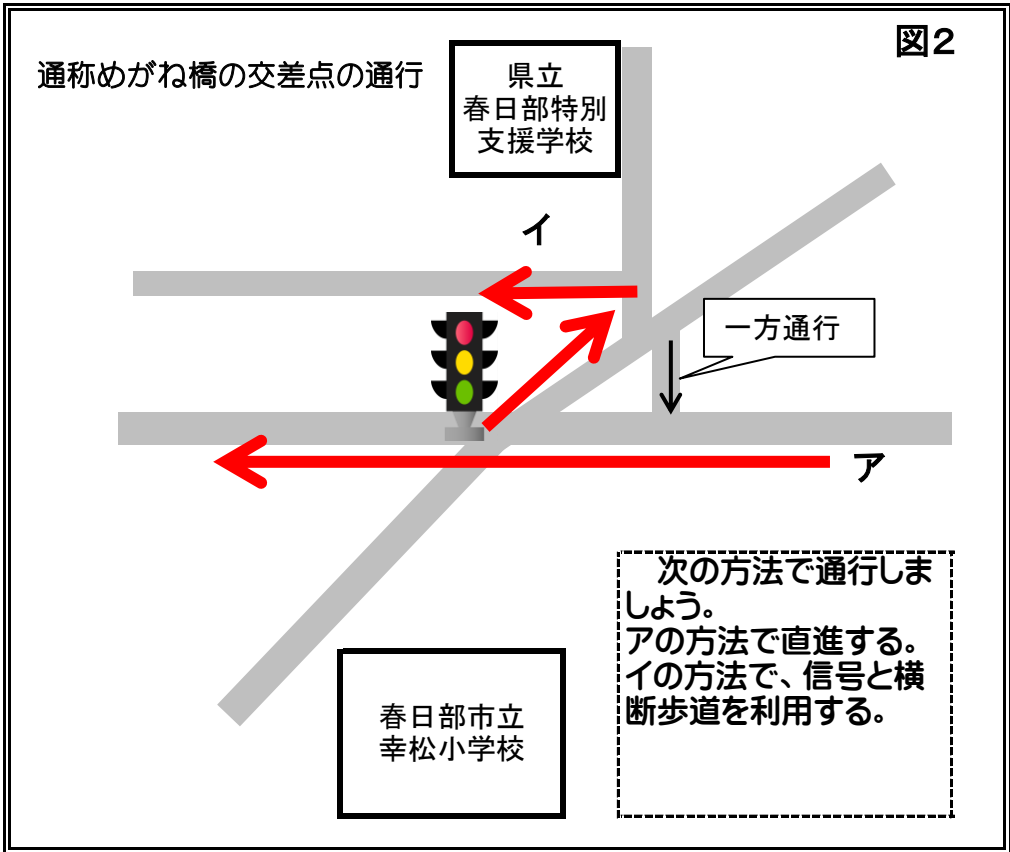 図2
通称めがね橋の交差点の通行
県立
春日部特別
支援学校
イ
一方通行
ア
次の方法で通行しま
しょう。
アの方法で直進する。
イの方法で、信号と横
断歩道を利用する。
春日部市立
幸松小学校